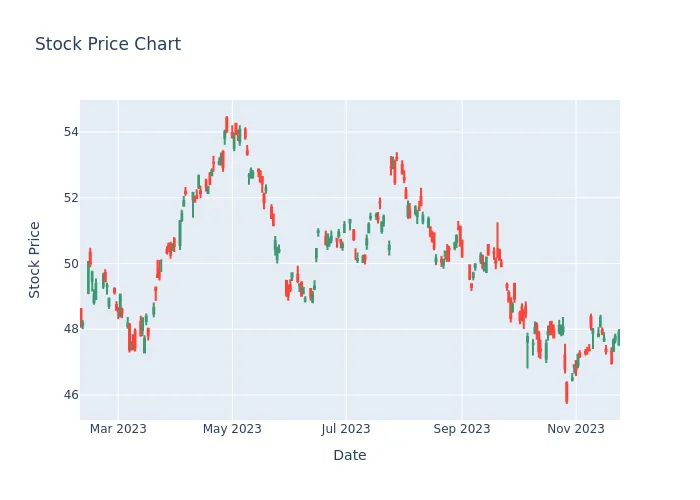 Stock Price Chart
54
52
50
48
46
Stock Price
Mar 2023
May 2023
Jul 2023
Sep 2023
Nov 2023
Date